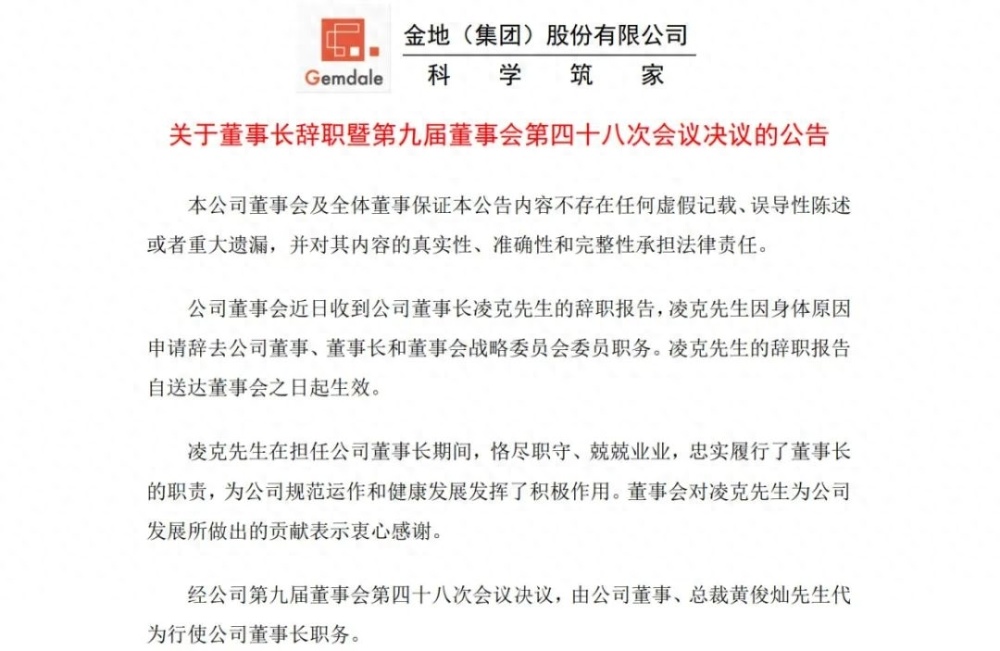 金地（集团）股份有限公司
Gemdale
科 学 筑 家
关于董事长辞职暨第九届董事会第四十八次会议决议的公告
本公司董事会及全体董事保证本公告内容不存在任何虚假记载、误导性陈述
或者重大遗漏，并对其内容的真实性、准确性和完整性承担法律责任。
公司董事会近日收到公司董事长凌克先生的辞职报告，凌克先生因身体原因
申请辞去公司董事、董事长和董事会战略委员会委员职务。凌克先生的辞职报告
自送达董事会之日起生效。
凌克先生在担任公司董事长期间，恪尽职守、兢兢业业，忠实履行了董事长
的职责，为公司规范运作和健康发展发挥了积极作用。董事会对凌克先生为公司
发展所做出的贡献表示衷心感谢。
经公司第九届董事会第四十八次会议决议，由公司董事、总裁黄俊灿先生代
为行使公司董事长职务。